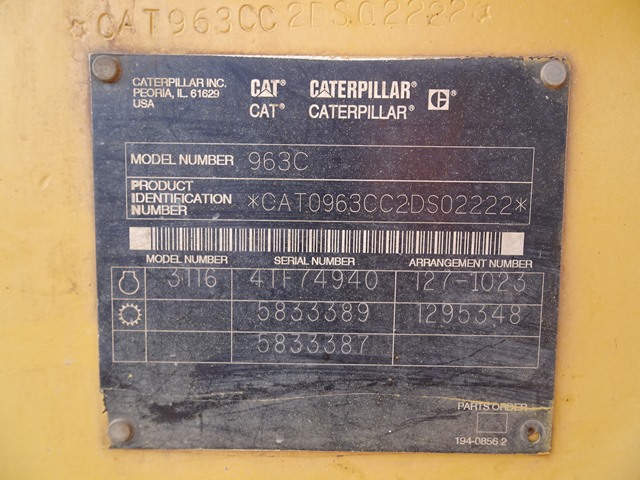 *CAT963CC2DS02222*
CATERPILLAR INC.
PEORIA, IL. 61629
USA
CAT® CATERPILLAR®
CAT® CATERPILLAR®
MODEL NUMBER 963C
PRODUCT
IDENTIFICATION
NUMBER *CAT0963CC2DS02222*
MODEL NUMBER SERIAL NUMBER ARRANGEMENT NUMBER
3116 4TF74940 127-1023
5833389 1295348
5833387
PARTS ORDER
194-0856 2